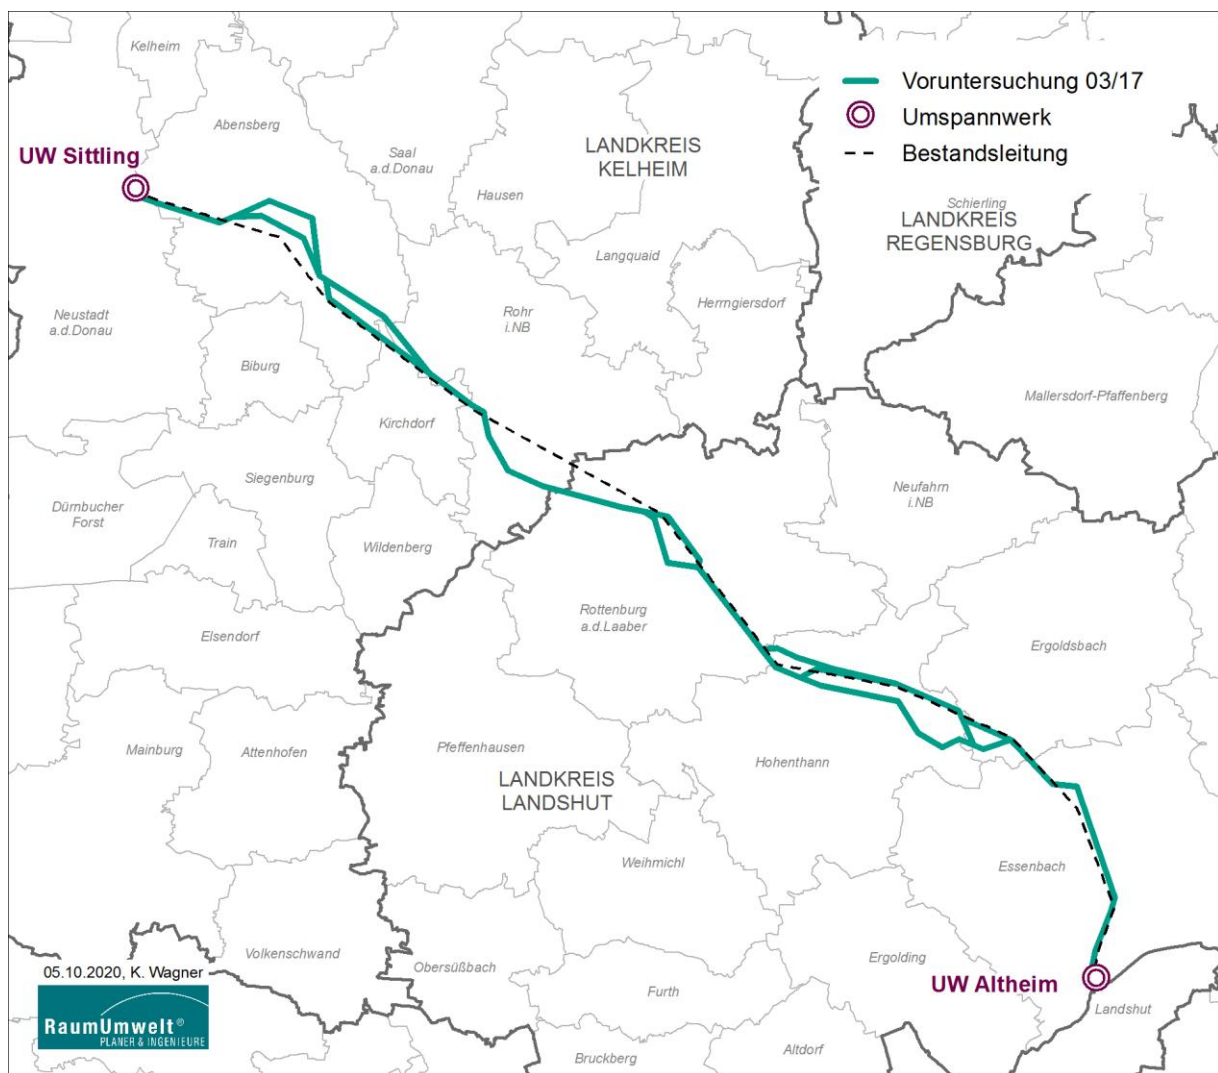 Kelheim
Voruntersuchung 03/17
Umspannwerk
Bestandsleitung
Abensberg
UW Sittling
Saal
a.d.Donau
LANDKREIS
KELHEIM
Hausen
Schierling
LANDKREIS
REGENSBURG
Langquaid
Herrngiersdorf
Neustadt
a.d.Donau
Rohr
i.NB
Biburg
Mallersdorf-Pfaffenberg
Kirchdorf
Siegenburg
Neufahrn
i.NB
Dürnbucher
Forst
Train
Wildenberg
Rottenburg
a.d.Laaber
Elsendorf
Ergoldsbach
Mainburg
Attenhofen
Pfeffenhausen
Hohenthann
LANDKREIS
LANDSHUT
Weihmichl
Essenbach
Volkenschwand
Obersüßbach
Ergolding
05.10.2020, K. Wagner
UW Altheim
Furth
Landshut
RaumUmwelt®
PLANER & INGENIEURE
Bruckberg
Altdorf